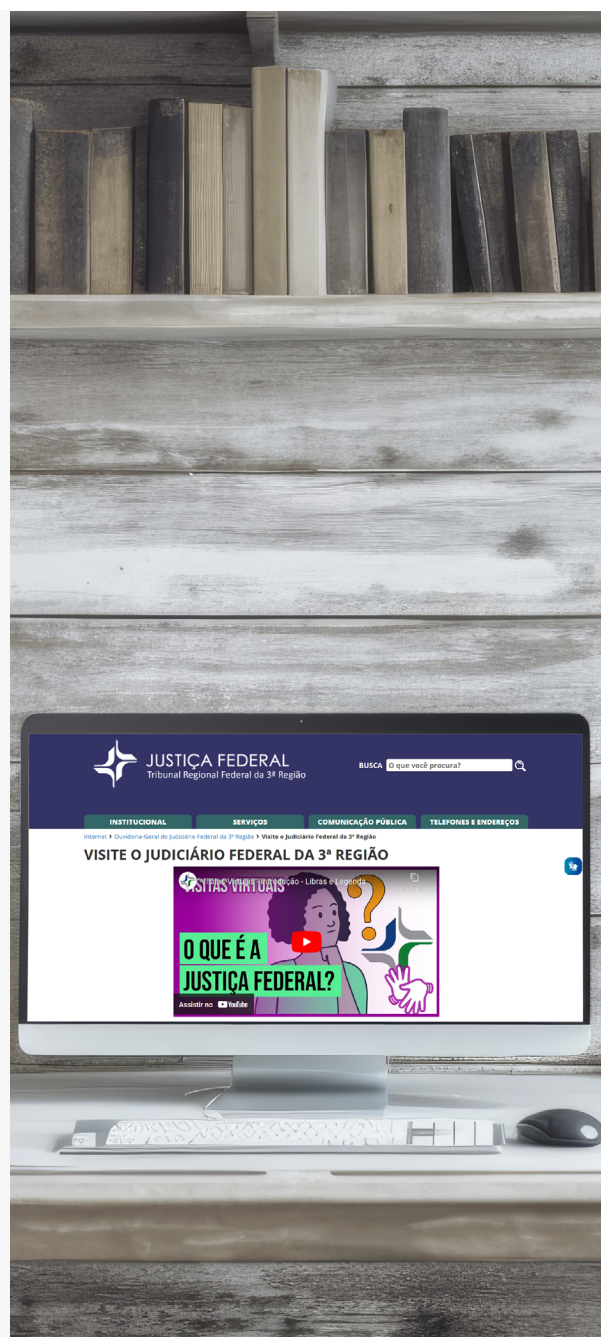 JUSTIÇA FEDERAL
Tribunal Regional Federal da 3ª Região
BUSCA O que você procura?
INSTITUCIONAL SERVIÇOS COMUNICAÇÃO PÚBLICA TELEFONES E ENDEREÇOS
Internet > Ouvidoria-Geral do Judiciário Federal da 3ª Região > Visite o Judiciário Federal da 3ª Região
VISITE O JUDICIÁRIO FEDERAL DA 3ª REGIÃO
Introdução - Libras e Legenda
VISITAS VIRTUAIS
O QUE É A
JUSTIÇA FEDERAL?
Assistir no YouTube